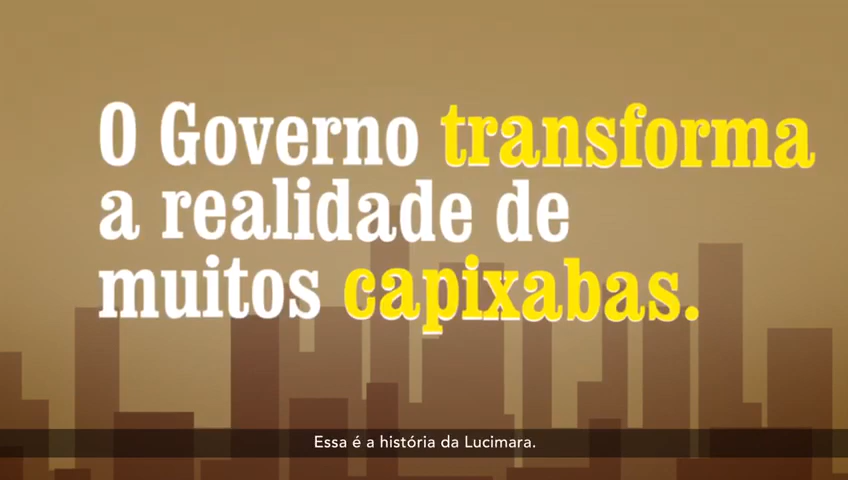 O Governo transforma
a realidade de
muitos capixabas.
Essa é a história da Lucimara.